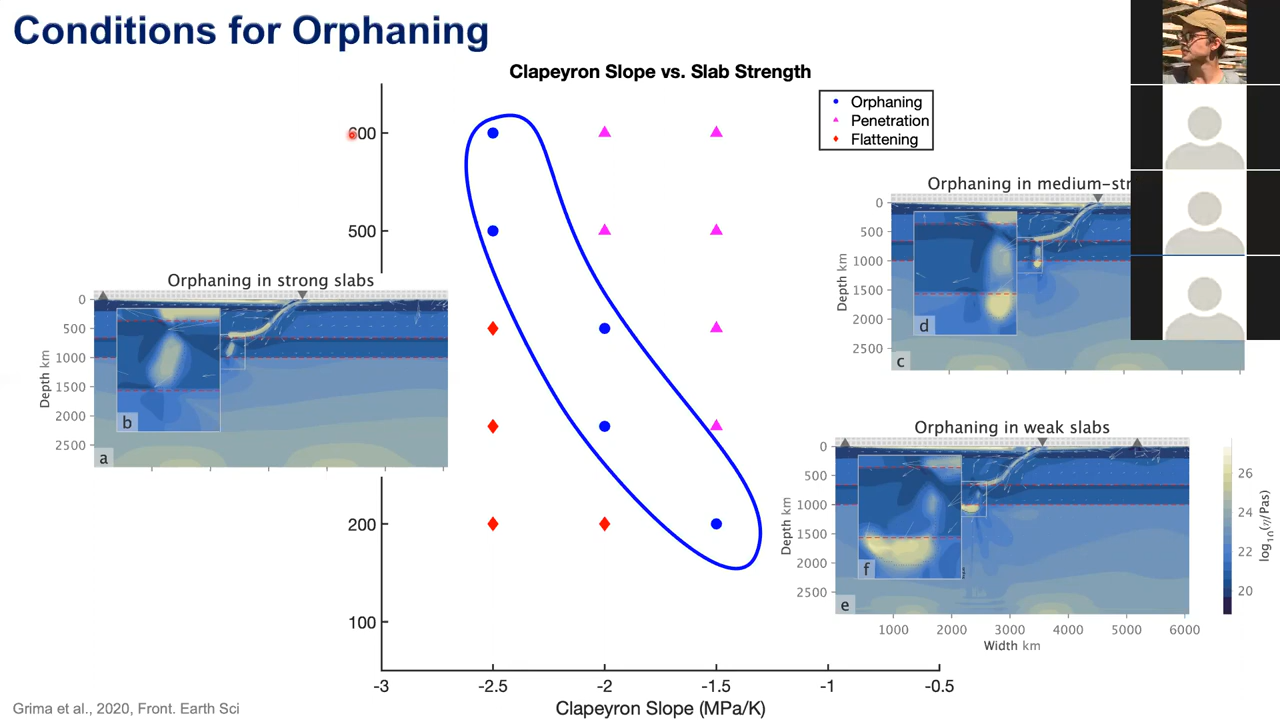 Conditions for Orphaning
Clapeyron Slope vs. Slab Strength
Orphaning
Penetration
Flattening
600
500
200
100
-3
-2.5
-2
-1.5
-1
-0.5
Clapeyron Slope (MPa/K)
Orphaning in strong slabs
0
500
1000
1500
2000
2500
Depth km
b
a
Orphaning in medium-str
0
500
1000
1500
2000
2500
Depth km
d
c
Orphaning in weak slabs
0
500
1000
1500
2000
2500
Depth km
f
e
1000
2000
3000
4000
5000
6000
Width km
26
24
22
20
log₁₀(η/Pas)
Grima et al., 2020, Front. Earth Sci